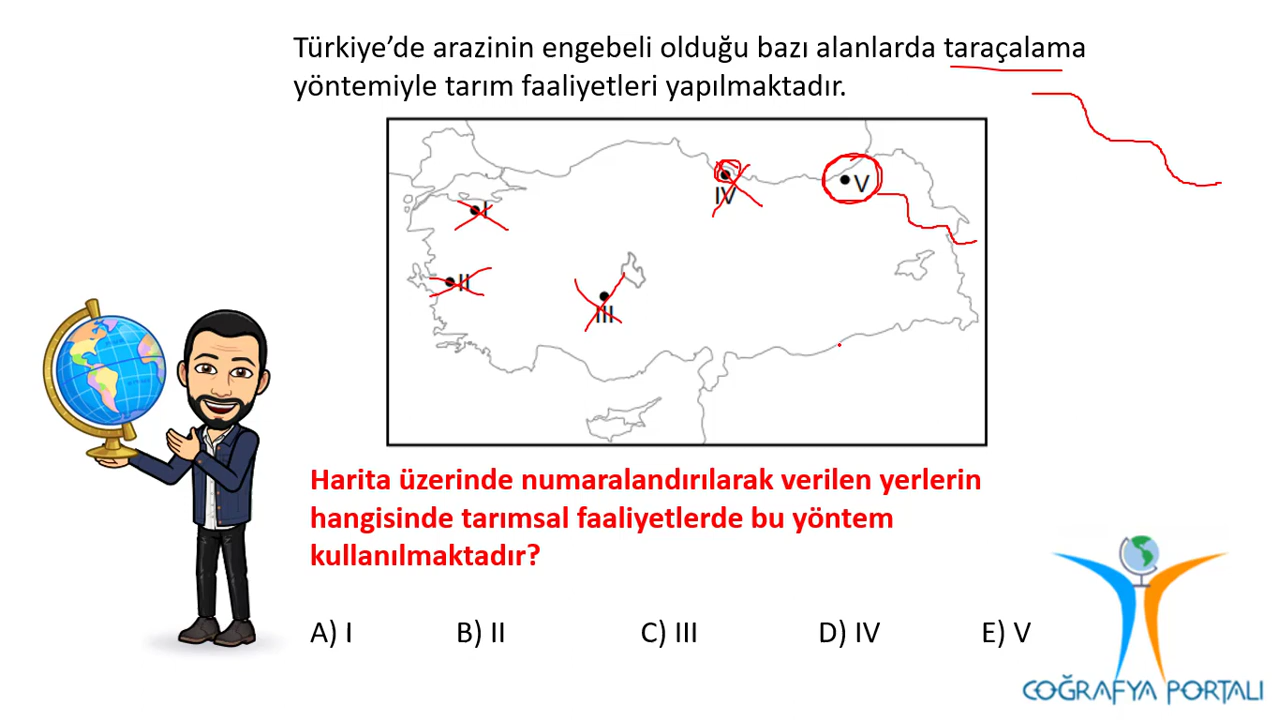 Türkiye’de arazinin engebeli olduğu bazı alanlarda taraçalama
yöntemiyle tarım faaliyetleri yapılmaktadır.
IV
V
I
II
III
Harita üzerinde numaralandırılarak verilen yerlerin
hangisinde tarımsal faaliyetlerde bu yöntem
kullanılmaktadır?
A) I B) II C) III D) IV E) V
COĞRAFYA PORTALI